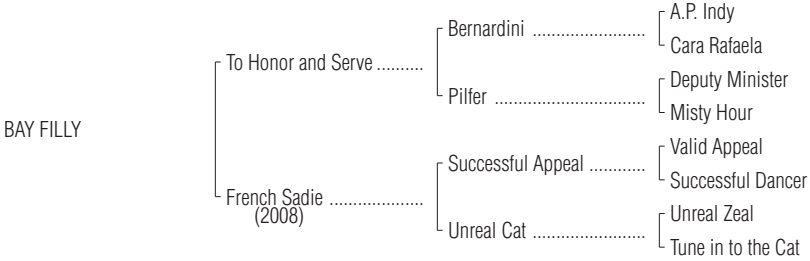 A.P. Indy
Bernardini ........................
Cara Rafaela
To Honor and Serve ..........
Deputy Minister
Pilfer ................................
Misty Hour
BAY FILLY
Valid Appeal
Successful Appeal ............
Successful Dancer
French Sadie ....................
(2008)
Unreal Zeal
Unreal Cat ........................
Tune in to the Cat